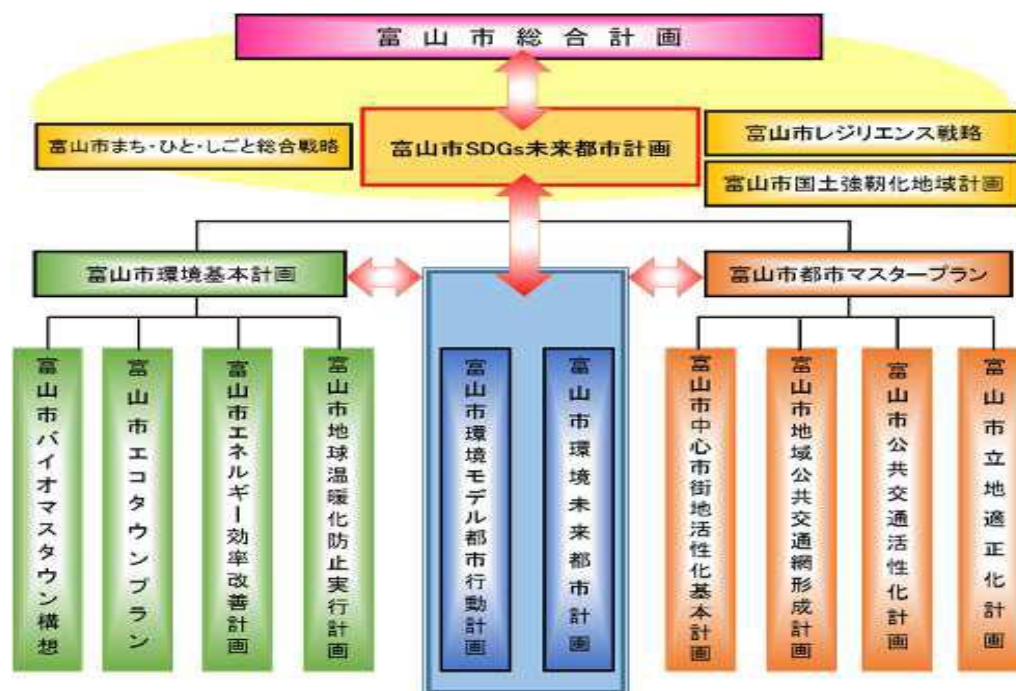 富山市総合計画
富山市まち・ひと・しごと総合戦略
富山市SDGs未来都市計画
富山市レジリエンス戦略
富山市国土強靭化地域計画
富山市環境基本計画
富山市都市マスタープラン
富山市バイオマスタウン構想
富山市エコタウンプラン
富山市エネルギー効率改善計画
富山市地球温暖化防止実行計画
富山市環境モデル都市行動計画
富山市環境未来都市計画
富山市中心市街地活性化基本計画
富山市地域公共交通網形成計画
富山市公共交通活性化計画
富山市立地適正化計画